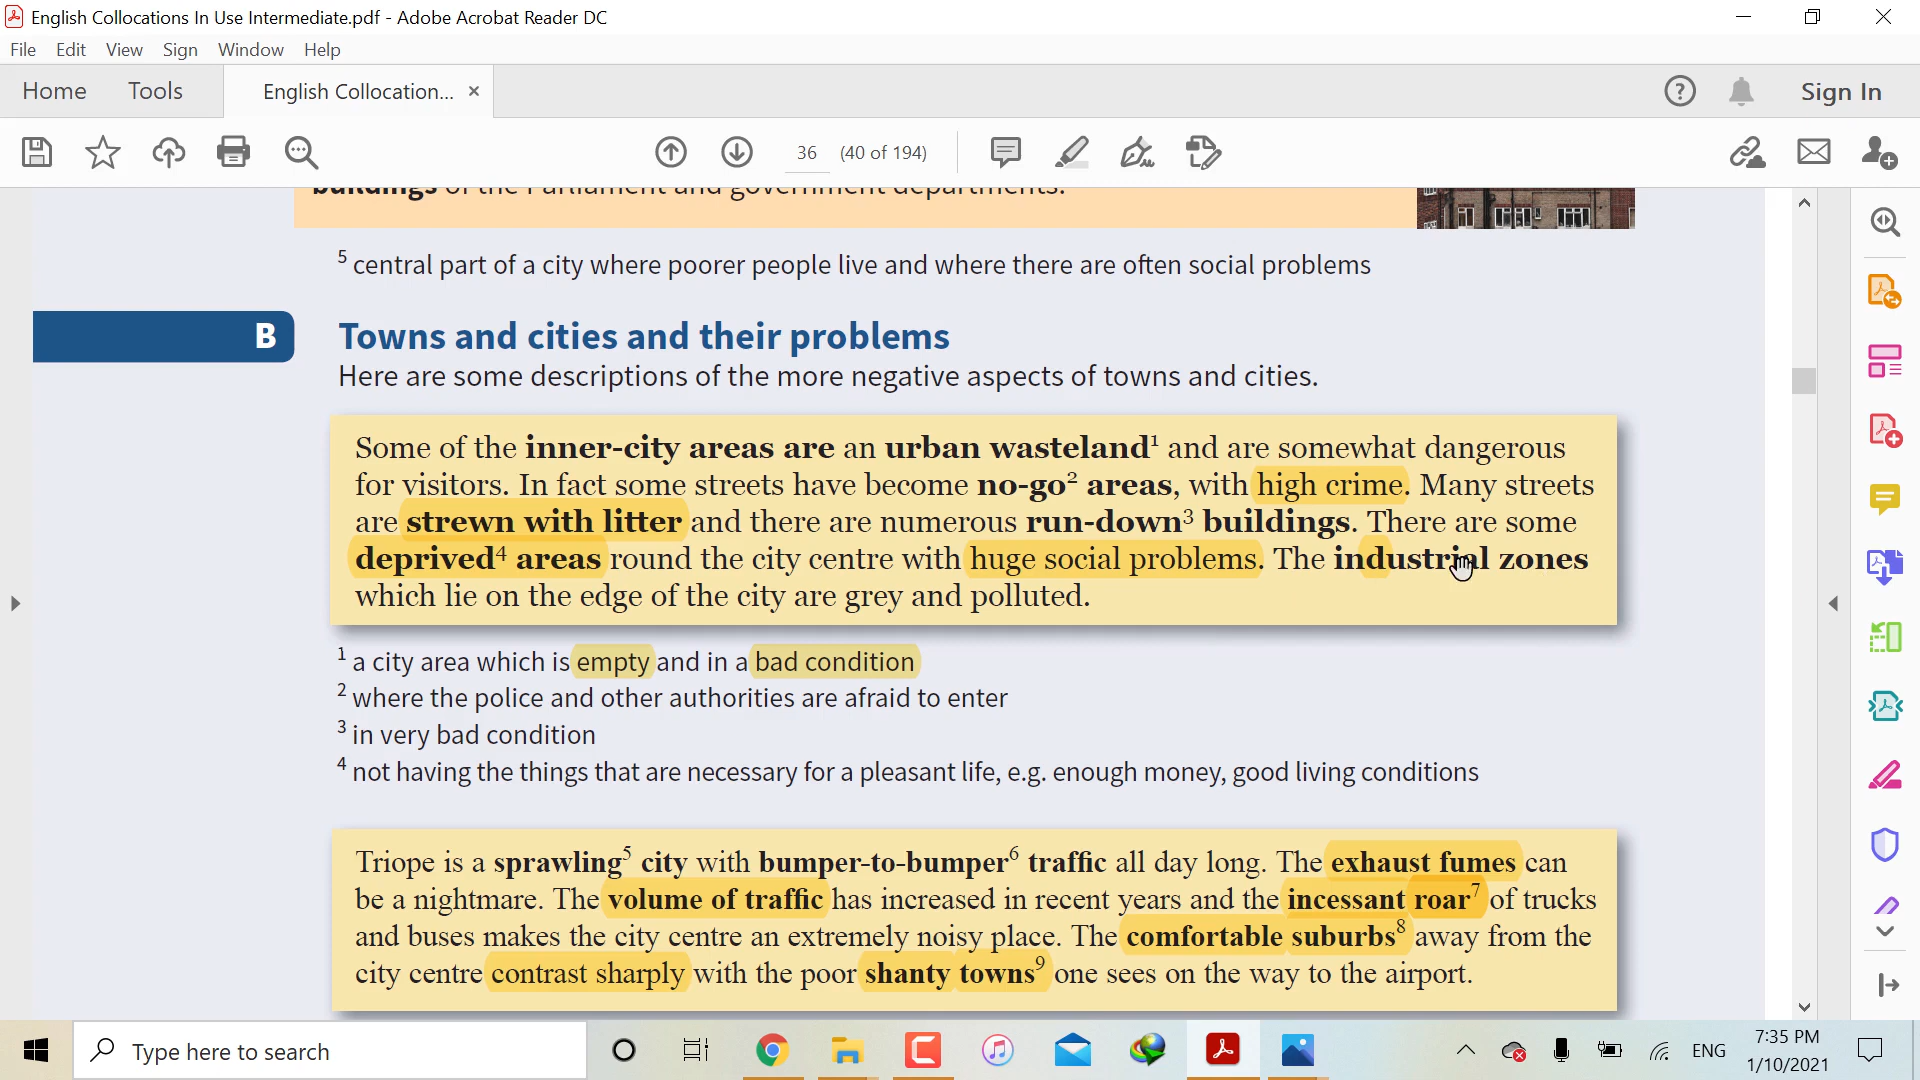 English Collocations In Use Intermediate.pdf - Adobe Acrobat Reader DC
File Edit View Sign Window Help
Home Tools English Collocation... × Sign In
36 (40 of 194)
buildings of the Parliament and government departments.
5 central part of a city where poorer people live and where there are often social problems
B Towns and cities and their problems
Here are some descriptions of the more negative aspects of towns and cities.
Some of the inner-city areas are an urban wasteland1 and are somewhat dangerous
for visitors. In fact some streets have become no-go2 areas, with high crime. Many streets
are strewn with litter and there are numerous run-down3 buildings. There are some
deprived4 areas round the city centre with huge social problems. The industrial zones
which lie on the edge of the city are grey and polluted.
1 a city area which is empty and in a bad condition
2 where the police and other authorities are afraid to enter
3 in very bad condition
4 not having the things that are necessary for a pleasant life, e.g. enough money, good living conditions
Triope is a sprawling5 city with bumper-to-bumper6 traffic all day long. The exhaust fumes can
be a nightmare. The volume of traffic has increased in recent years and the incessant roar7 of trucks
and buses makes the city centre an extremely noisy place. The comfortable suburbs8 away from the
city centre contrast sharply with the poor shanty towns9 one sees on the way to the airport.
Type here to search
ENG
7:35 PM
1/10/2021